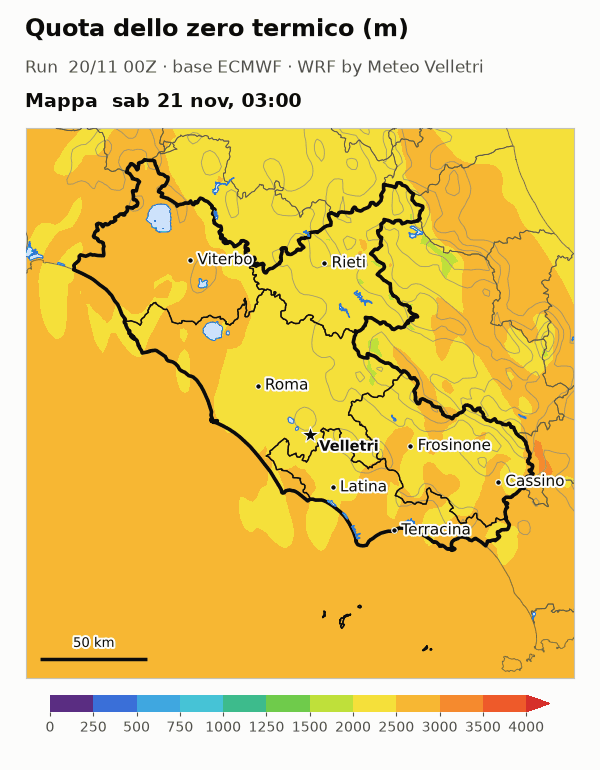 Quota dello zero termico (m)
Run  20/11 00Z · base ECMWF · WRF by Meteo Velletri
Mappa  sab 21 nov, 03:00
Viterbo
Rieti
Roma
Velletri
Frosinone
Cassino
Latina
Terracina
50 km
0 250 500 750 1000 1250 1500 2000 2500 3000 3500 4000